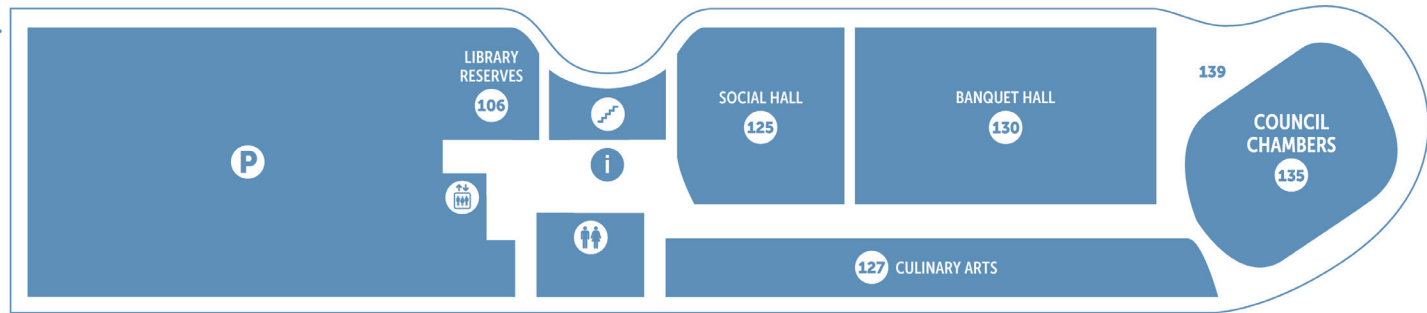 LIBRARY
RESERVES
106
P
i
SOCIAL HALL
125
BANQUET HALL
130
139
COUNCIL
CHAMBERS
135
127 CULINARY ARTS